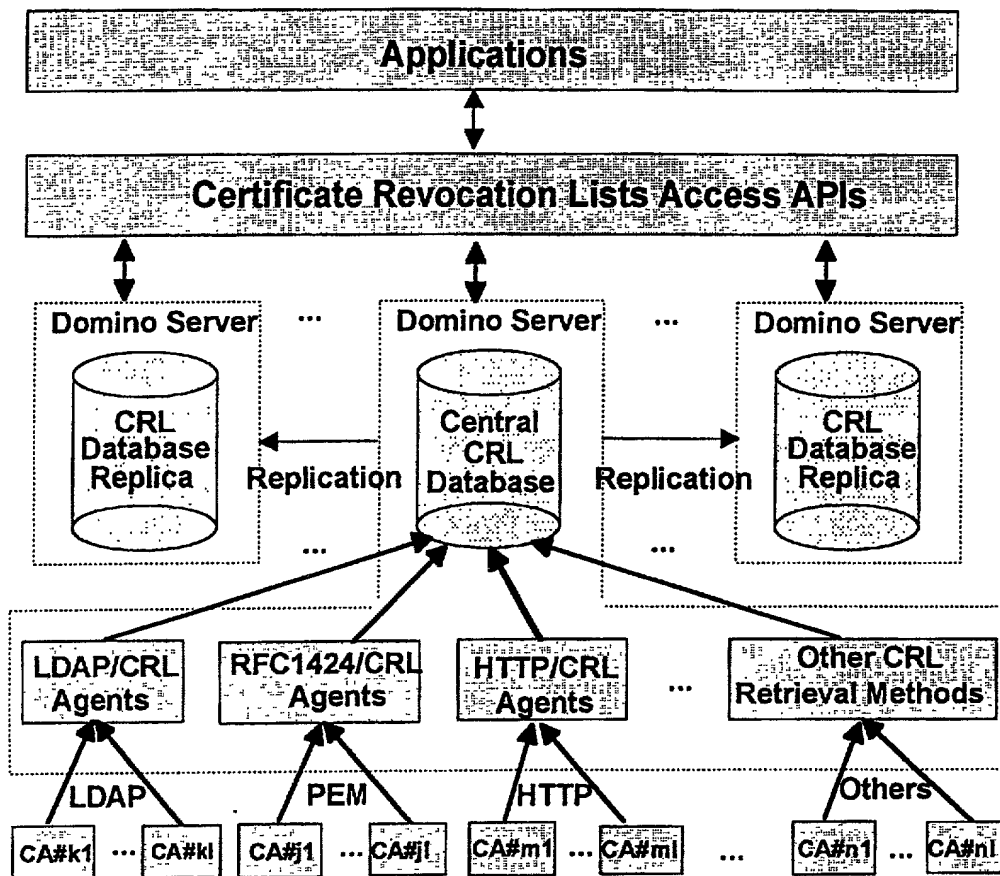 Applications
Certificate Revocation Lists Access APIs
Domino Server
...
Domino Server
...
Domino Server
CRL
Database
Replica
Central
CRL
Database
CRL
Database
Replica
Replication
Replication
...
...
LDAP/CRL
Agents
RFC1424/CRL
Agents
HTTP/CRL
Agents
...
Other CRL
Retrieval Methods
LDAP
PEM
HTTP
Others
CA#k1
...
CA#kl
CA#j1
...
CA#jl
CA#m1
...
CA#ml
...
CA#n1
...
CA#nl